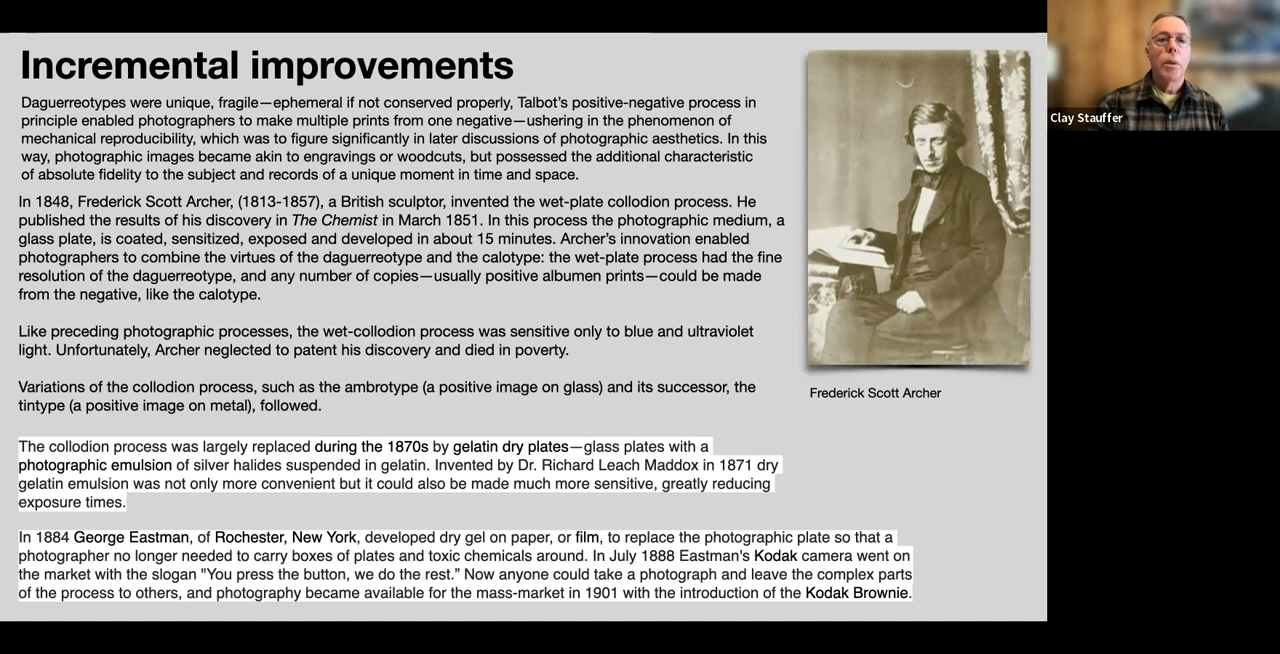 Incremental improvements
Daguerreotypes were unique, fragile—ephemeral if not conserved properly, Talbot's positive-negative process in
principle enabled photographers to make multiple prints from one negative—ushering in the phenomenon of
mechanical reproducibility, which was to figure significantly in later discussions of photographic aesthetics. In this
way, photographic images became akin to engravings or woodcuts, but possessed the additional characteristic
of absolute fidelity to the subject and records of a unique moment in time and space.
In 1848, Frederick Scott Archer, (1813-1857), a British sculptor, invented the wet-plate collodion process. He
published the results of his discovery in The Chemist in March 1851. In this process the photographic medium, a
glass plate, is coated, sensitized, exposed and developed in about 15 minutes. Archer's innovation enabled
photographers to combine the virtues of the daguerreotype and the calotype: the wet-plate process had the fine
resolution of the daguerreotype, and any number of copies—usually positive albumen prints—could be made
from the negative, like the calotype.
Like preceding photographic processes, the wet-collodion process was sensitive only to blue and ultraviolet
light. Unfortunately, Archer neglected to patent his discovery and died in poverty.
Variations of the collodion process, such as the ambrotype (a positive image on glass) and its successor, the
tintype (a positive image on metal), followed.
The collodion process was largely replaced during the 1870s by gelatin dry plates—glass plates with a
photographic emulsion of silver halides suspended in gelatin. Invented by Dr. Richard Leach Maddox in 1871 dry
gelatin emulsion was not only more convenient but it could also be made much more sensitive, greatly reducing
exposure times.
In 1884 George Eastman, of Rochester, New York, developed dry gel on paper, or film, to replace the photographic plate so that a
photographer no longer needed to carry boxes of plates and toxic chemicals around. In July 1888 Eastman's Kodak camera went on
the market with the slogan "You press the button, we do the rest.” Now anyone could take a photograph and leave the complex parts
of the process to others, and photography became available for the mass-market in 1901 with the introduction of the Kodak Brownie.
Frederick Scott Archer
Clay Stauffer